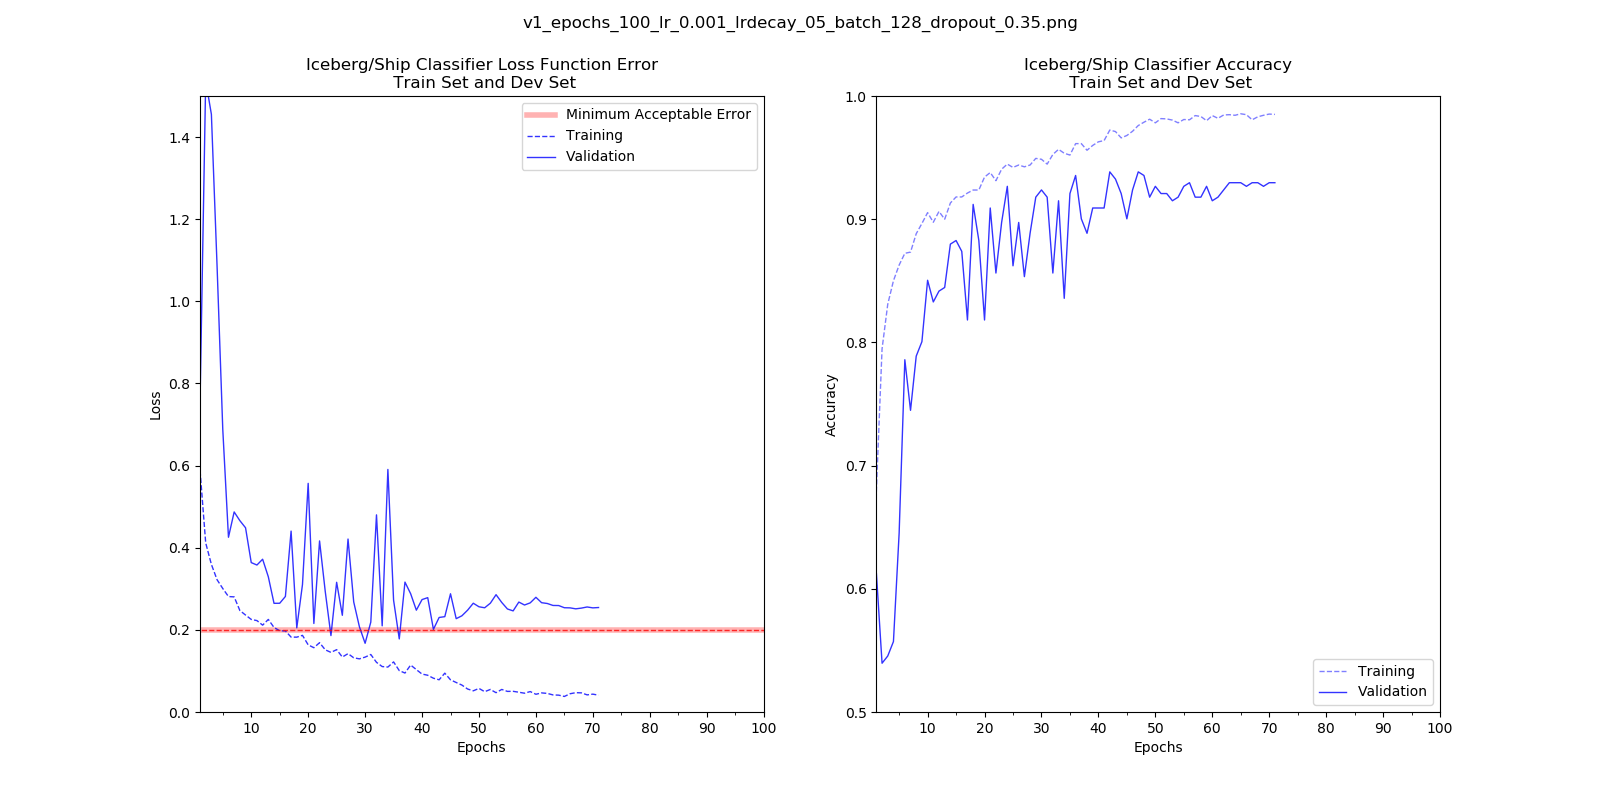 v1_epochs_100_lr_0.001_lrdecay_05_batch_128_dropout_0.35.png
Iceberg/Ship Classifier Loss Function Error
Train Set and Dev Set
Minimum Acceptable Error
Training
Validation
1.4
1.2
1.0
0.8
0.6
0.4
0.2
0.0
Loss
10 20 30 40 50 60 70 80 90 100
Epochs
Iceberg/Ship Classifier Accuracy
Train Set and Dev Set
1.0
0.9
0.8
0.7
0.6
0.5
Accuracy
Training
Validation
10 20 30 40 50 60 70 80 90 100
Epochs